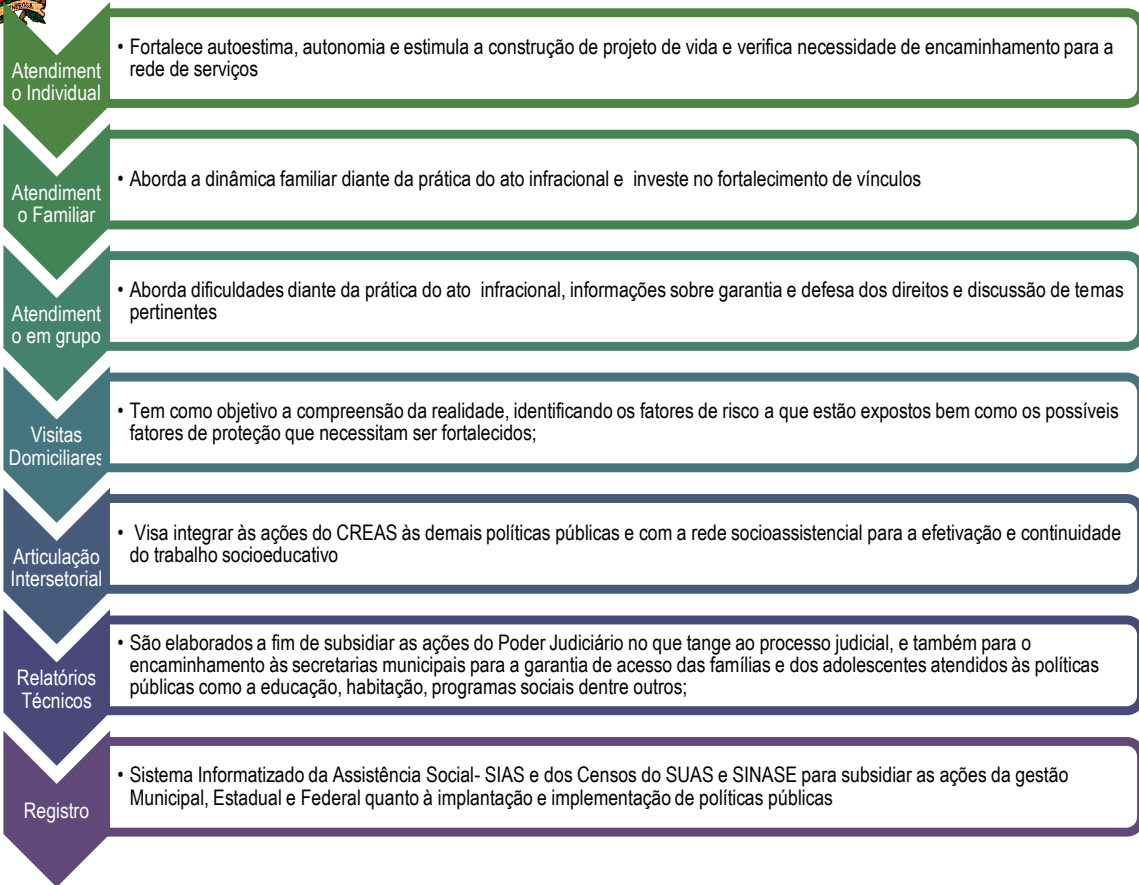 Atendiment
o Individual
• Fortalece autoestima, autonomia e estimula a construção de projeto de vida e verifica necessidade de encaminhamento para a
rede de serviços
Atendiment
o Familiar
• Aborda a dinâmica familiar diante da prática do ato infracional e investe no fortalecimento de vínculos
Atendiment
o em grupo
• Aborda dificuldades diante da prática do ato infracional, informações sobre garantia e defesa dos direitos e discussão de temas
pertinentes
Visitas
Domiciliares
• Tem como objetivo a compreensão da realidade, identificando os fatores de risco a que estão expostos bem como os possíveis
fatores de proteção que necessitam ser fortalecidos;
Articulação
Intersetorial
• Visa integrar às ações do CREAS às demais políticas públicas e com a rede socioassistencial para a efetivação e continuidade
do trabalho socioeducativo
Relatórios
Técnicos
• São elaborados a fim de subsidiar as ações do Poder Judiciário no que tange ao processo judicial, e também para o
encaminhamento às secretarias municipais para a garantia de acesso das famílias e dos adolescentes atendidos às políticas
públicas como a educação, habitação, programas sociais dentre outros;
Registro
• Sistema Informatizado da Assistência Social- SIAS e dos Censos do SUAS e SINASE para subsidiar as ações da gestão
Municipal, Estadual e Federal quanto à implantação e implementação de políticas públicas